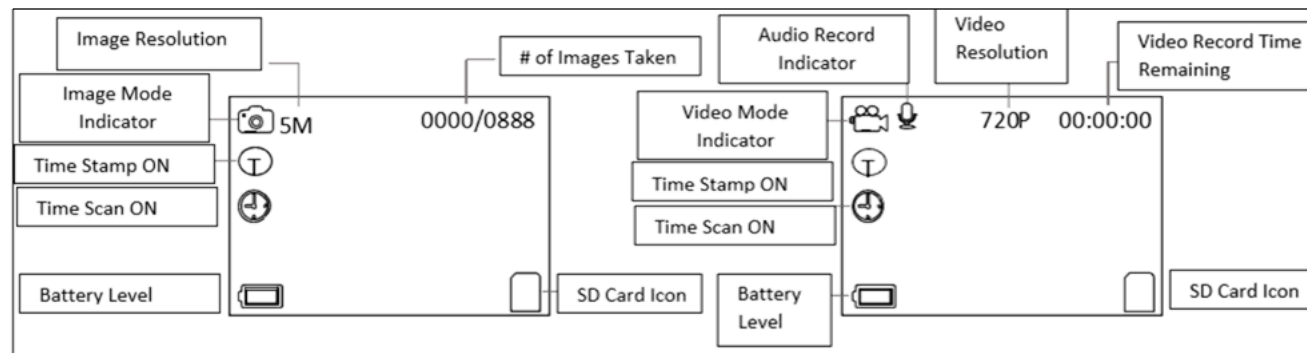 Image Resolution
# of Images Taken
Image Mode
Indicator
5M
0000/0888
Time Stamp ON
T
Time Scan ON
Battery Level
SD Card Icon
Audio Record
Indicator
Video
Resolution
Video Record Time
Remaining
Video Mode
Indicator
720P
00:00:00
Time Stamp ON
T
Time Scan ON
Battery
Level
SD Card Icon